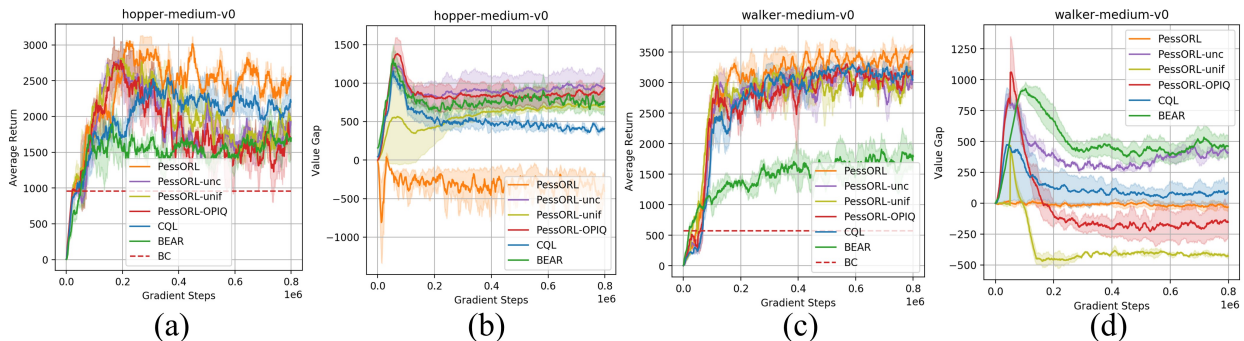 hopper-medium-v0
Average Return
3000
2500
2000
1500
1000
500
0
PessORL
PessORL-unc
PessORL-unif
PessORL-OPIQ
CQL
BEAR
BC
0.0 0.2 0.4 0.6 0.8
Gradient Steps 1e6
(a)
hopper-medium-v0
Value Gap
1500
1000
500
0
−500
−1000
PessORL
PessORL-unc
PessORL-unif
PessORL-OPIQ
CQL
BEAR
0.0 0.2 0.4 0.6 0.8
Gradient Steps 1e6
(b)
walker-medium-v0
Average Return
3500
3000
2500
2000
1500
1000
500
0
PessORL
PessORL-unc
PessORL-unif
PessORL-OPIQ
CQL
BEAR
BC
0.0 0.2 0.4 0.6 0.8
Gradient Steps 1e6
(c)
walker-medium-v0
Value Gap
1250
1000
750
500
250
0
−250
−500
PessORL
PessORL-unc
PessORL-unif
PessORL-OPIQ
CQL
BEAR
0.0 0.2 0.4 0.6 0.8
Gradient Steps 1e6
(d)